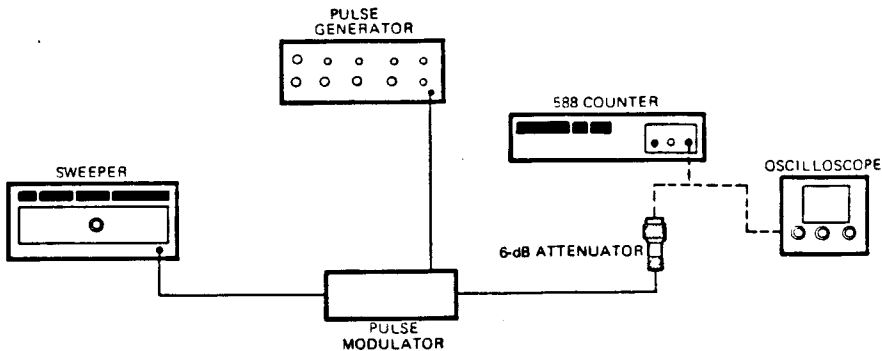 PULSE
GENERATOR
588 COUNTER
SWEEPER
OSCILLOSCOPE
6-dB ATTENUATOR
PULSE
MODULATOR